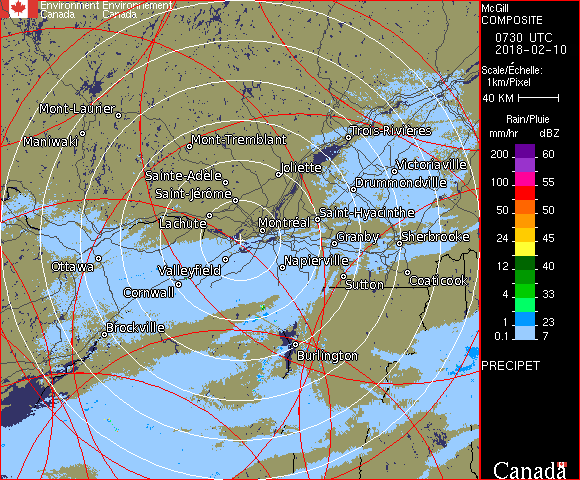 Environment Environnement
Canada Canada
McGill
COMPOSITE
0730 UTC
2018-02-10
Scale/Échelle:
1km/Pixel
40 KM
Rain/Pluie
mm/hr dBZ
200 60
150 57
100 55
50 50
24 45
12 40
4 33
1 23
0.1 7
PRECIPET
Canada
Mont-Laurier
Maniwaki
Mont-Tremblant
Trois-Rivières
Sainte-Adèle
Joliette
Victoriaville
Saint-Jérôme
Drummondville
Lachute
Saint-Hyacinthe
Montréal
Granby
Sherbrooke
Ottawa
Valleyfield
Napierville
Cornwall
Sutton
Coaticook
Brockville
Burlington